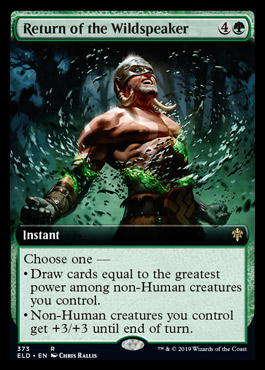 Return of the Wildspeaker 4
Instant
Choose one —
• Draw cards equal to the greatest
power among non-Human creatures
you control.
• Non-Human creatures you control
get +3/+3 until end of turn.
373 R
ELD • EN Chris Rallis
™ & © 2019 Wizards of the Coast